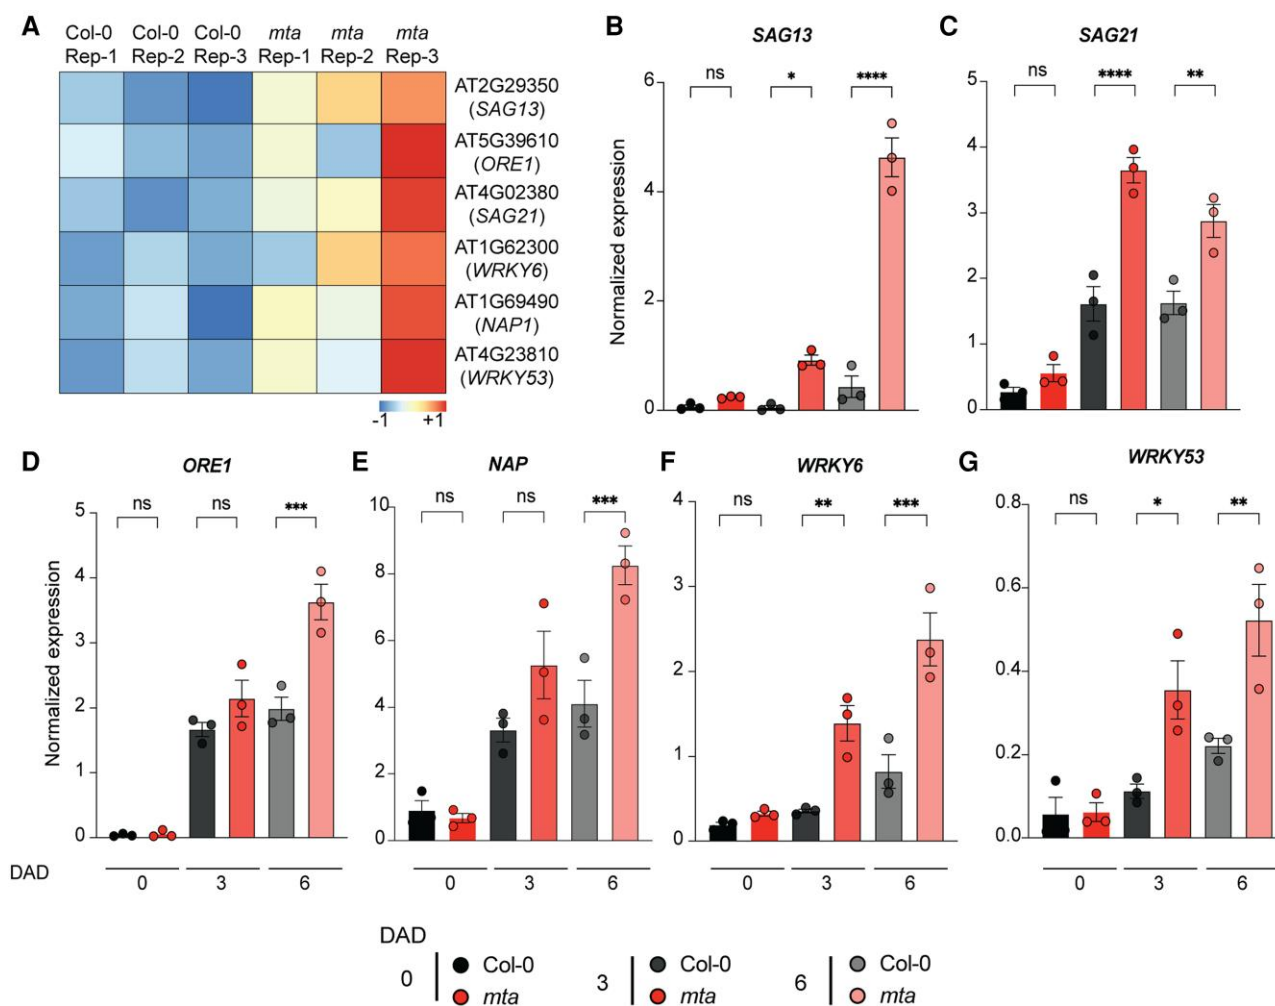 A
Col-0 Col-0 Col-0 mta mta mta
Rep-1 Rep-2 Rep-3 Rep-1 Rep-2 Rep-3
AT2G29350
(SAG13)
AT5G39610
(ORE1)
AT4G02380
(SAG21)
AT1G62300
(WRKY6)
AT1G69490
(NAP1)
AT4G23810
(WRKY53)
-1 +1
B
SAG13
ns * ****
Normalized expression
6
4
2
0
C
SAG21
ns **** **
5
4
3
2
1
0
D
ORE1
ns ns ***
Normalized expression
5
4
3
2
1
0
E
NAP
ns ns ***
10
8
6
4
2
0
F
WRKY6
ns ** ***
4
3
2
1
0
G
WRKY53
ns * **
0.8
0.6
0.4
0.2
0.0
DAD
0 3 6 0 3 6 0 3 6 0 3 6
DAD
0 Col-0 mta
3 Col-0 mta
6 Col-0 mta